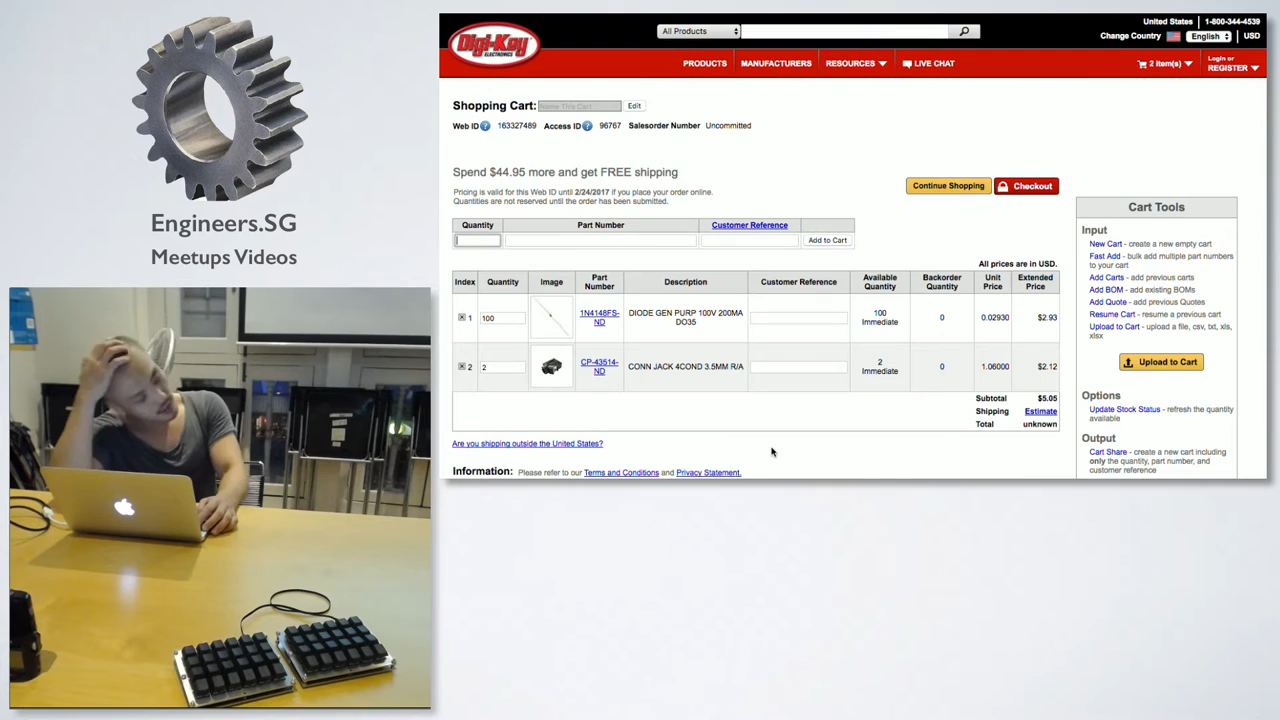 Engineers.SG
Meetups Videos
Digi-Key
ELECTRONICS
All Products
United States | 1-800-344-4539
Change Country English | USD
PRODUCTS MANUFACTURERS RESOURCES LIVE CHAT
2 Item(s)
Login or
REGISTER
Shopping Cart: Name This Cart Edit
Web ID ? 163327489 Access ID ? 96767 Salesorder Number Uncommitted
Spend $44.95 more and get FREE shipping
Pricing is valid for this Web ID until 2/24/2017 if you place your order online.
Quantities are not reserved until the order has been submitted.
Continue Shopping Checkout
Quantity Part Number Customer Reference
Add to Cart
All prices are in USD.
Index Quantity Image Part Number Description Customer Reference Available Quantity Backorder Quantity Unit Price Extended Price
1 100 1N4148FS-ND DIODE GEN PURP 100V 200MA DO35 100 Immediate 0 0.02930 $2.93
2 2 CP-43514-ND CONN JACK 4COND 3.5MM R/A 2 Immediate 0 1.06000 $2.12
Subtotal $5.05
Shipping Estimate
Total unknown
Are you shipping outside the United States?
Information: Please refer to our Terms and Conditions and Privacy Statement.
Cart Tools
Input
New Cart - create a new empty cart
Fast Add - bulk add multiple part numbers
to your cart
Add Carts - add previous carts
Add BOM - add existing BOMs
Add Quote - add previous Quotes
Resume Cart - resume a previous cart
Upload to Cart - upload a file, csv, txt, xls,
xlsx
Upload to Cart
Options
Update Stock Status - refresh the quantity
available
Output
Cart Share - create a new cart including
only the quantity, part number, and
customer reference